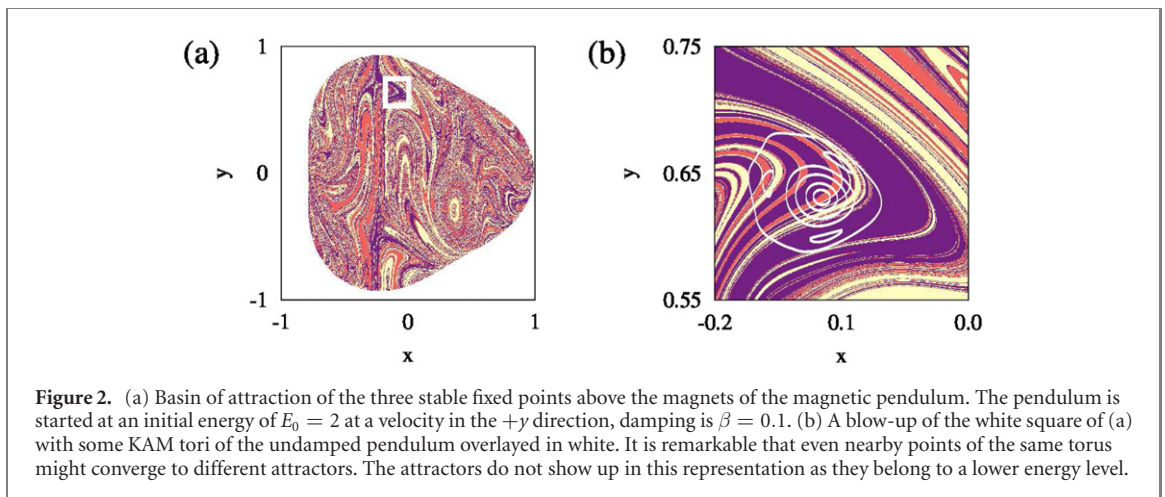 (a)
1
y
0
-1
-1
0
1
x
(b)
0.75
y
0.65
0.55
-0.2
0.1
0.0
x
Figure 2. (a) Basin of attraction of the three stable fixed points above the magnets of the magnetic pendulum. The pendulum is
started at an initial energy of E₀ = 2 at a velocity in the +y direction, damping is β = 0.1. (b) A blow-up of the white square of (a)
with some KAM tori of the undamped pendulum overlayed in white. It is remarkable that even nearby points of the same torus
might converge to different attractors. The attractors do not show up in this representation as they belong to a lower energy level.